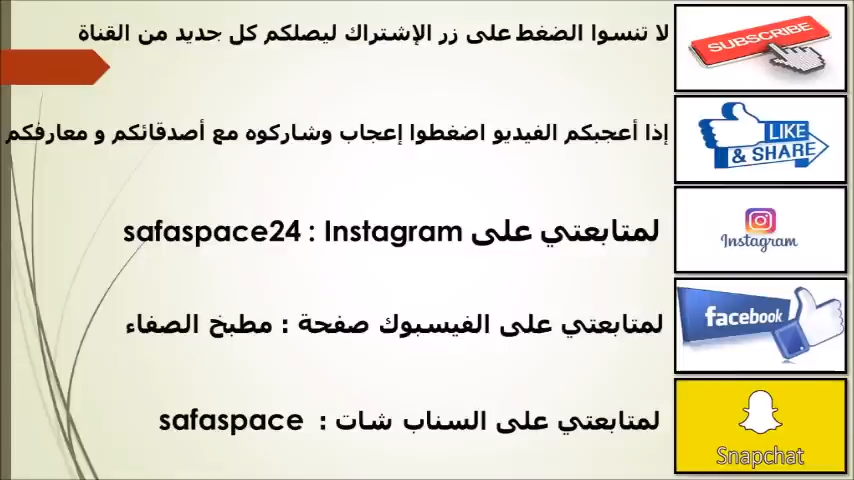 لا تنسوا الضغط على زر الإشتراك ليصلكم كل جديد من القناة
SUBSCRIBE
إذا أعجبكم الفيديو اضغطوا إعجاب وشاركوه مع أصدقائكم و معارفكم
LIKE
& SHARE
لمتابعتي على Instagram : safaspace24
Instagram
لمتابعتي على الفيسبوك صفحة : مطبخ الصفاء
facebook
لمتابعتي على السناب شات : safaspace
Snapchat